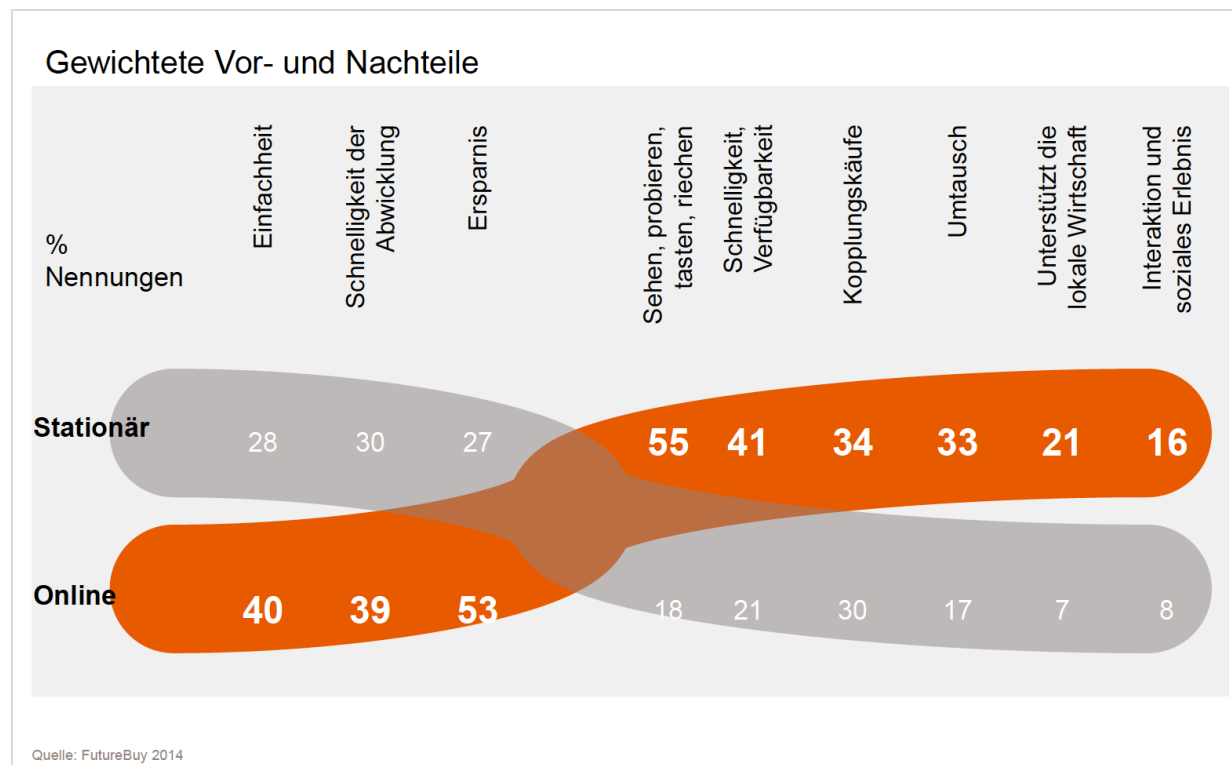 Gewichtete Vor- und Nachteile
%
Nennungen
Einfachheit
Schnelligkeit der
Abwicklung
Ersparnis
Sehen, probieren,
tasten, riechen
Schnelligkeit,
Verfügbarkeit
Kopplungskäufe
Umtausch
Unterstützt die
lokale Wirtschaft
Interaktion und
soziales Erlebnis
Stationär 28 30 27 55 41 34 33 21 16
Online 40 39 53 18 21 30 17 7 8
Quelle: FutureBuy 2014